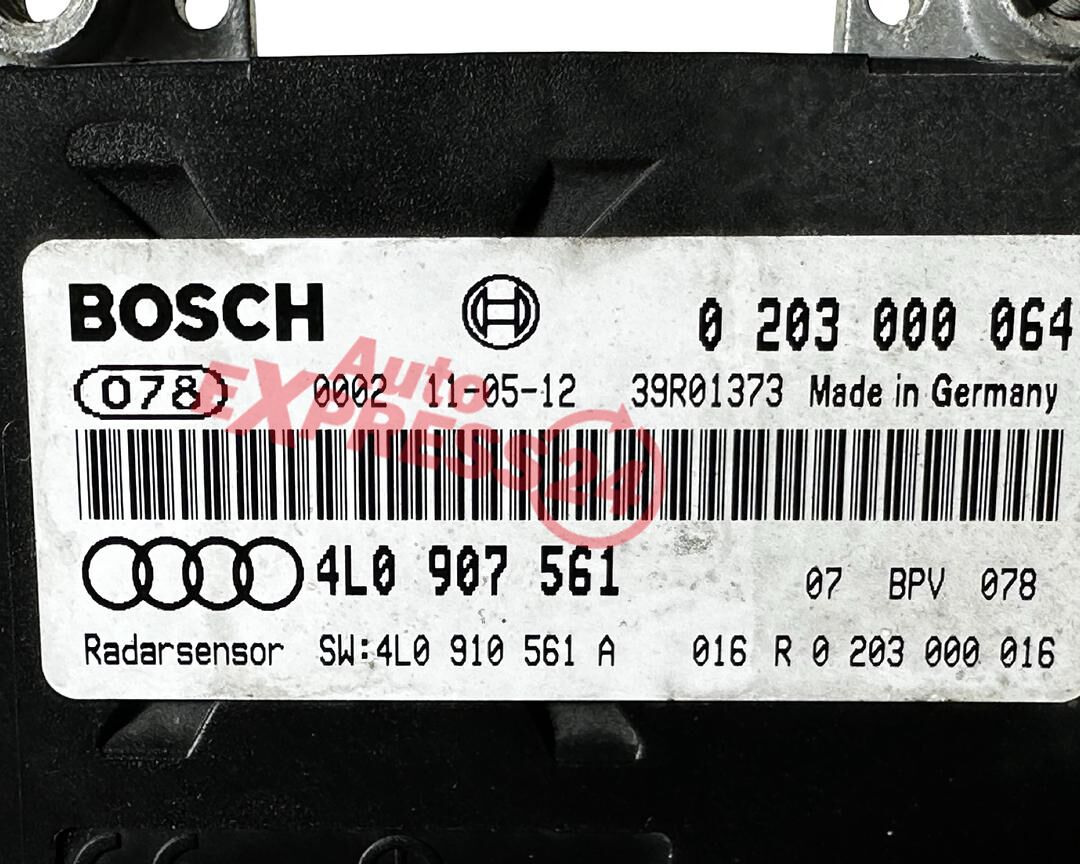 BOSCH 0 203 000 064
078 0002 11-05-12 39R01373 Made in Germany
Auto
EXPRESS24
4L0 907 561 07 BPV 078
Radarsensor SW:4L0 910 561 A 016 R 0 203 000 016